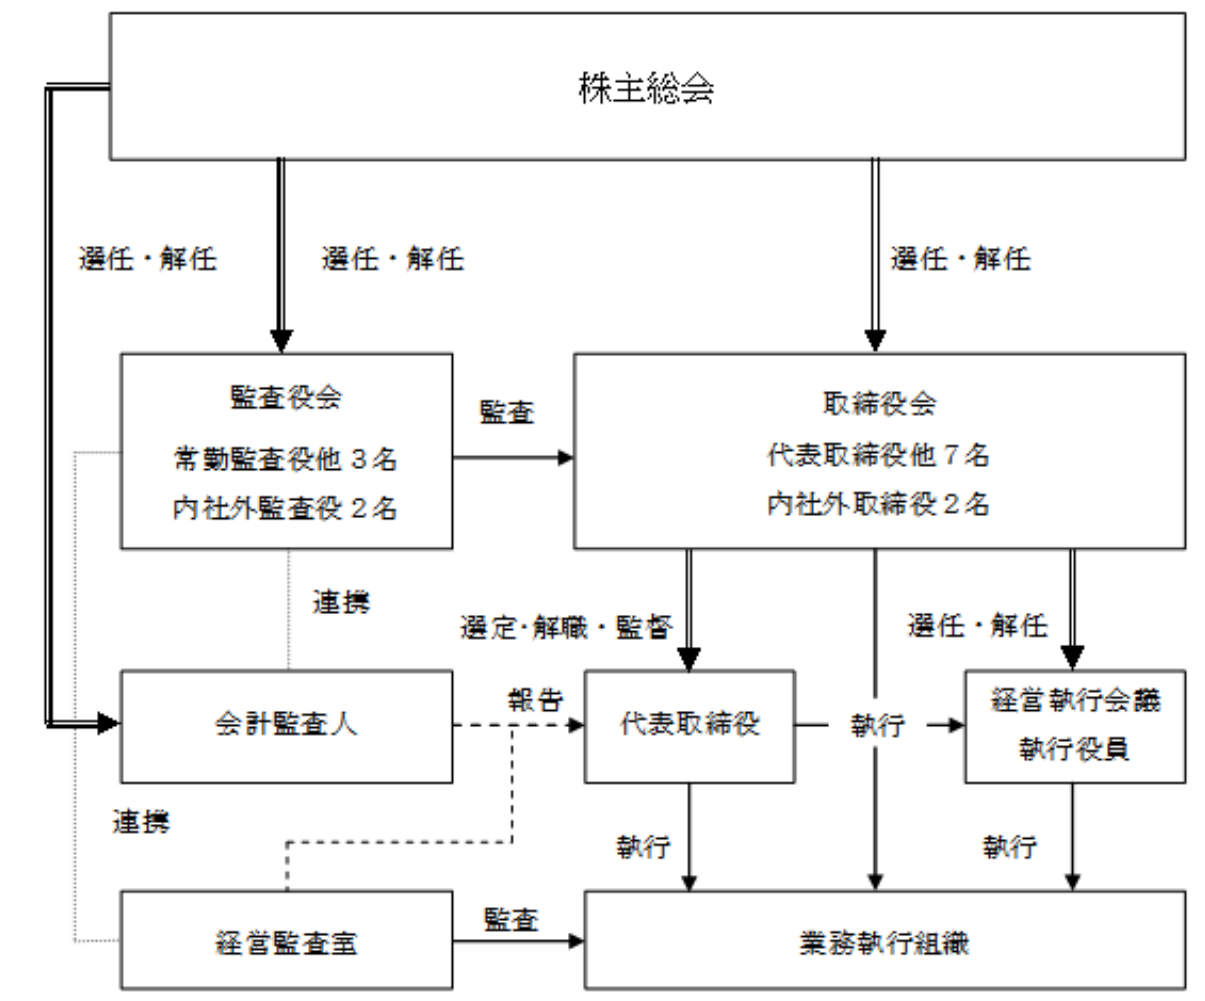 株主総会
選任・解任
選任・解任
選任・解任
監査役会
常勤監査役他３名
内社外監査役２名
監査
取締役会
代表取締役他７名
内社外取締役２名
連携
選定・解職・監督
選任・解任
会計監査人
報告
代表取締役
執行
経営執行会議
執行役員
連携
執行
執行
経営監査室
監査
業務執行組織